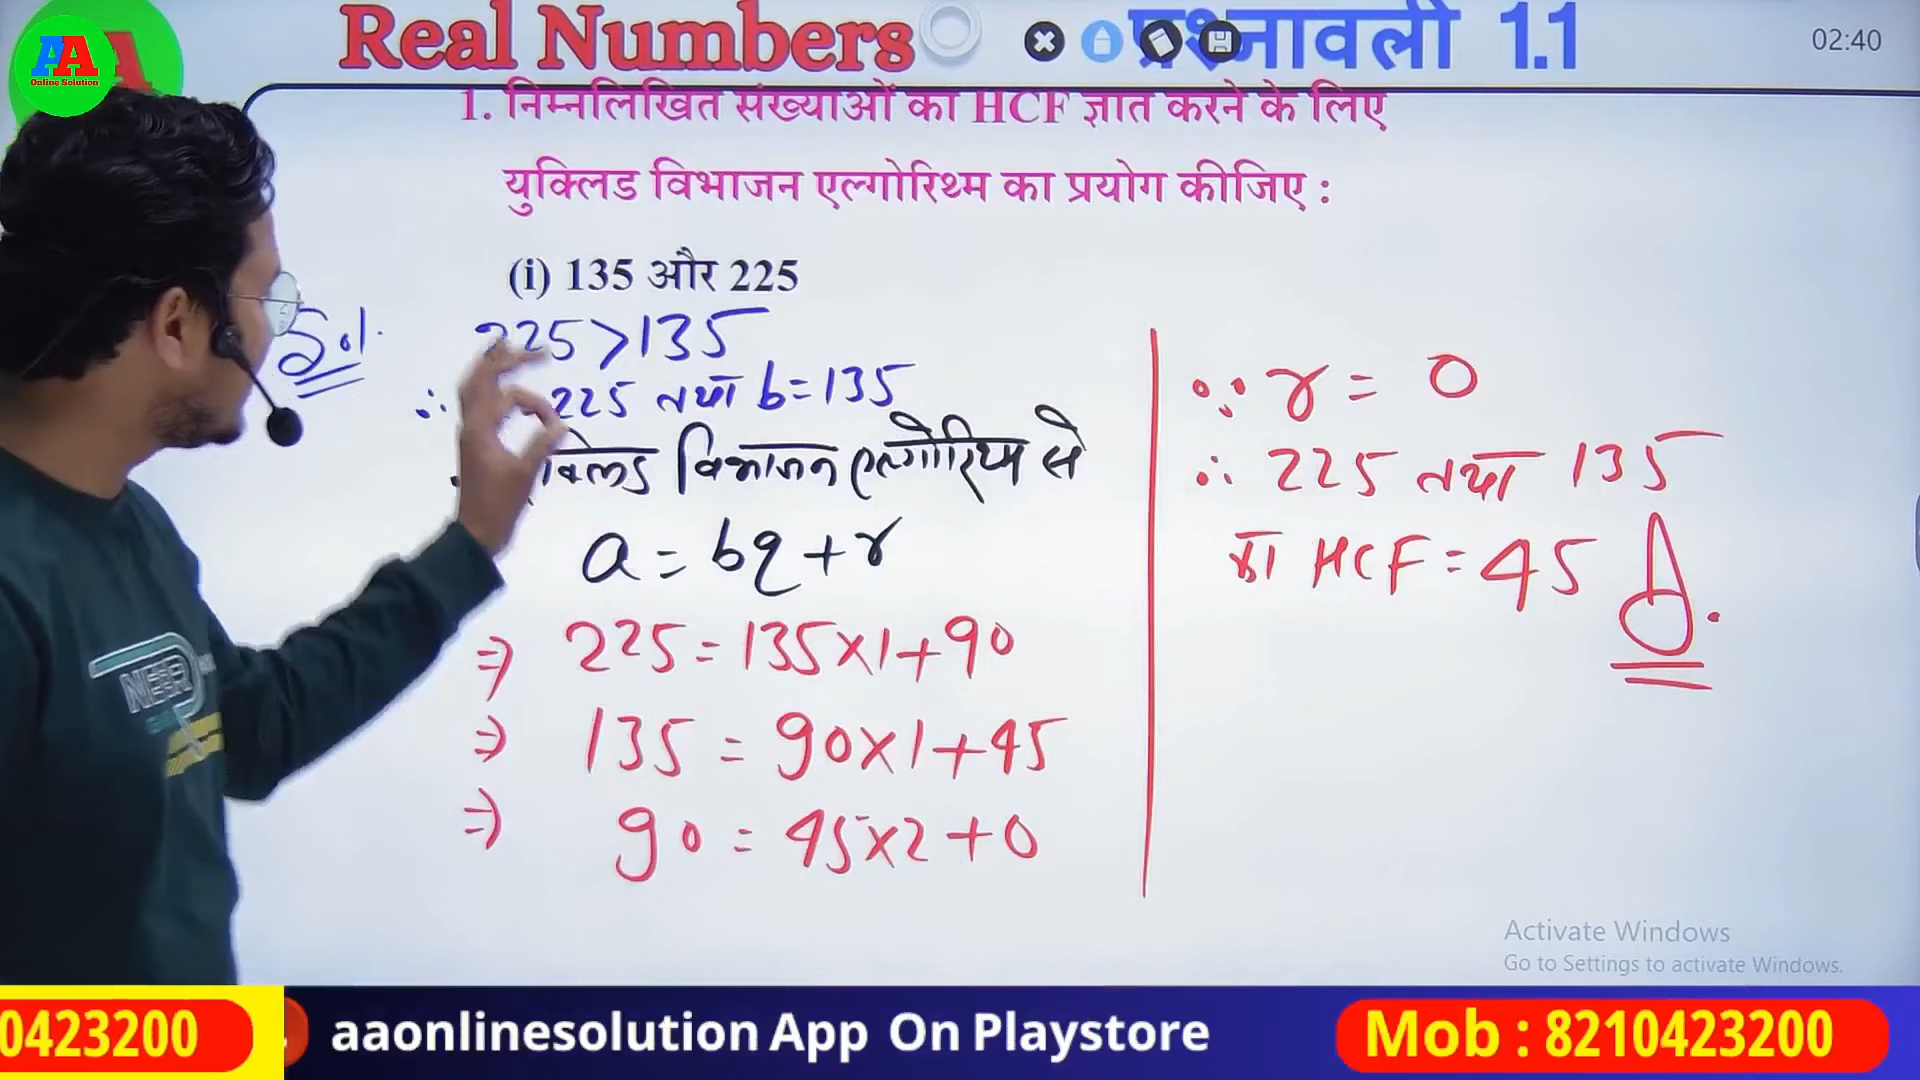 AA
Online Solution
Real Numbers
प्रश्नावली 1.1
02:40
1. निम्नलिखित संख्याओं का HCF ज्ञात करने के लिए
युक्लिड विभाजन एल्गोरिथ्म का प्रयोग कीजिए :
(i) 135 और 225
Sol.
225>135
∴ 225 तथा b=135
विभाजन एल्गोरिथ्म से
a = bq + r
⇒ 225 = 135×1+90
⇒ 135 = 90×1+45
⇒ 90 = 45×2+0
∵ r = 0
∴ 225 तथा 135
का HCF = 45
Activate Windows
Go to Settings to activate Windows.
0423200
aaonlinesolution App On Playstore
Mob : 8210423200